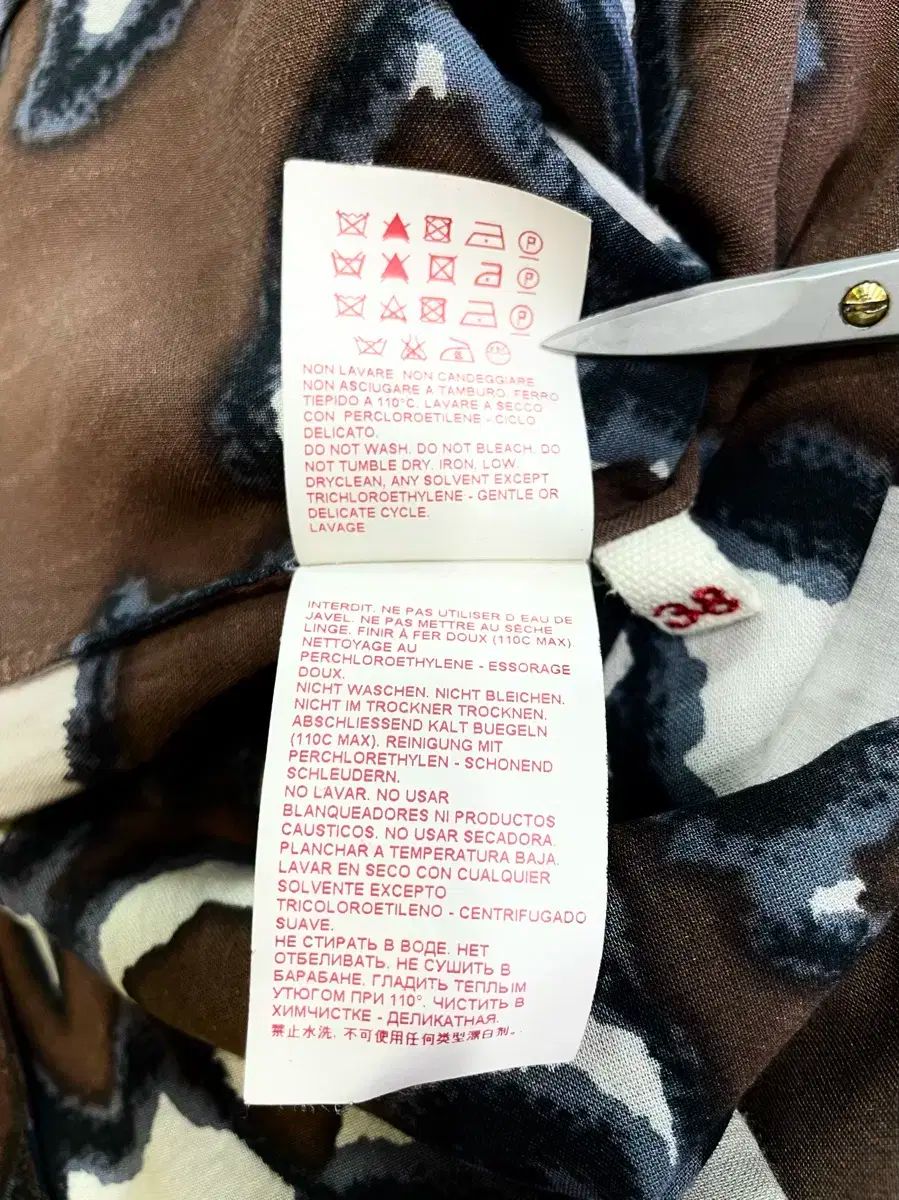 P
P
P
NON LAVARE. NON CANDEGGIARE.
NON ASCIUGARE A TAMBURO. FERRO
TIEPIDO A 110°C. LAVARE A SECCO
CON PERCLOROETILENE - CICLO
DELICATO.
DO NOT WASH. DO NOT BLEACH. DO
NOT TUMBLE DRY. IRON, LOW.
DRYCLEAN, ANY SOLVENT EXCEPT
TRICHLOROETHYLENE - GENTLE OR
DELICATE CYCLE.
LAVAGE
INTERDIT. NE PAS UTILISER D EAU DE
JAVEL. NE PAS METTRE AU SÈCHE
LINGE. FINIR À FER DOUX (110C MAX).
NETTOYAGE AU
PERCHLOROETHYLENE - ESSORAGE
DOUX.
NICHT WASCHEN. NICHT BLEICHEN.
NICHT IM TROCKNER TROCKNEN.
ABSCHLIESSEND KALT BUEGELN
(110C MAX). REINIGUNG MIT
PERCHLORETHYLEN - SCHONEND
SCHLEUDERN.
NO LAVAR. NO USAR
BLANQUEADORES NI PRODUCTOS
CAUSTICOS. NO USAR SECADORA.
PLANCHAR A TEMPERATURA BAJA.
LAVAR EN SECO CON CUALQUIER
SOLVENTE EXCEPTO
TRICOLOROETILENO - CENTRIFUGADO
SUAVE.
НЕ СТИРАТЬ В ВОДЕ. НЕТ
ОТБЕЛИВАТЬ. НЕ СУШИТЬ В
БАРАБАНЕ. ГЛАДИТЬ ТЕПЛЫМ
УТЮГОМ ПРИ 110°. ЧИСТИТЬ В
ХИМЧИСТКЕ - ДЕЛИКАТНАЯ.
禁止水洗. 不可使用任何类型漂白剂.
38